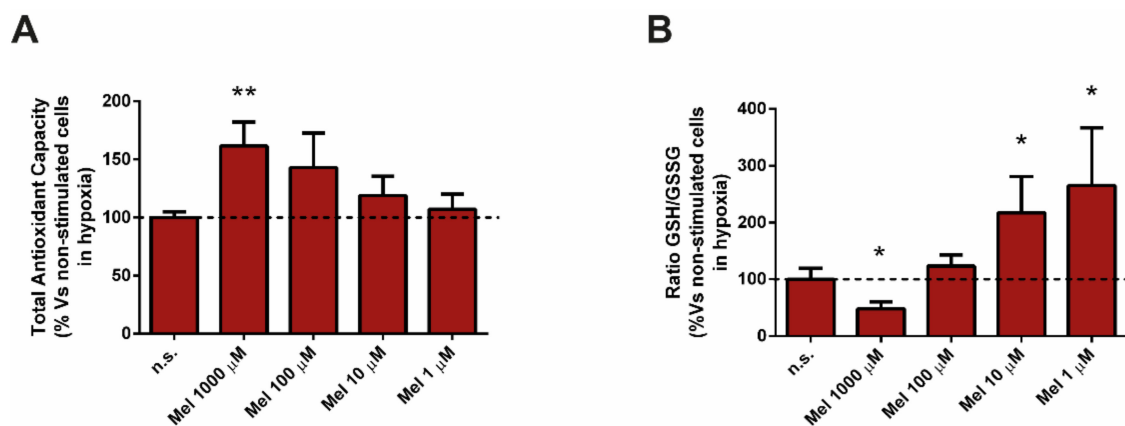 A
Total Antioxidant Capacity
(% Vs non-stimulated cells
in hypoxia)
200
150
100
50
0
**
n.s.
Mel 1000 μM
Mel 100 μM
Mel 10 μM
Mel 1 μM
B
Ratio GSH/GSSG
(%Vs non-stimulated cells
in hypoxia)
400
300
200
100
0
*
*
*
n.s.
Mel 1000 μM
Mel 100 μM
Mel 10 μM
Mel 1 μM